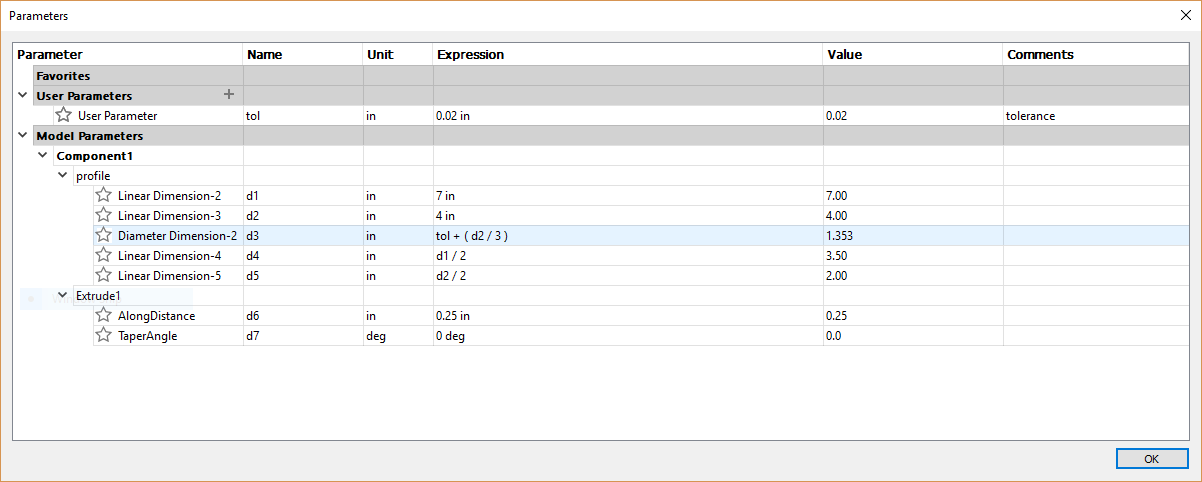 Parameters
Parameter Name Unit Expression Value Comments
Favorites
User Parameters +
User Parameter tol in 0.02 in 0.02 tolerance
Model Parameters
Component1
profile
Linear Dimension-2 d1 in 7 in 7.00
Linear Dimension-3 d2 in 4 in 4.00
Diameter Dimension-2 d3 in tol + ( d2 / 3 ) 1.353
Linear Dimension-4 d4 in d1 / 2 3.50
Linear Dimension-5 d5 in d2 / 2 2.00
Extrude1
AlongDistance d6 in 0.25 in 0.25
TaperAngle d7 deg 0 deg 0.0
OK